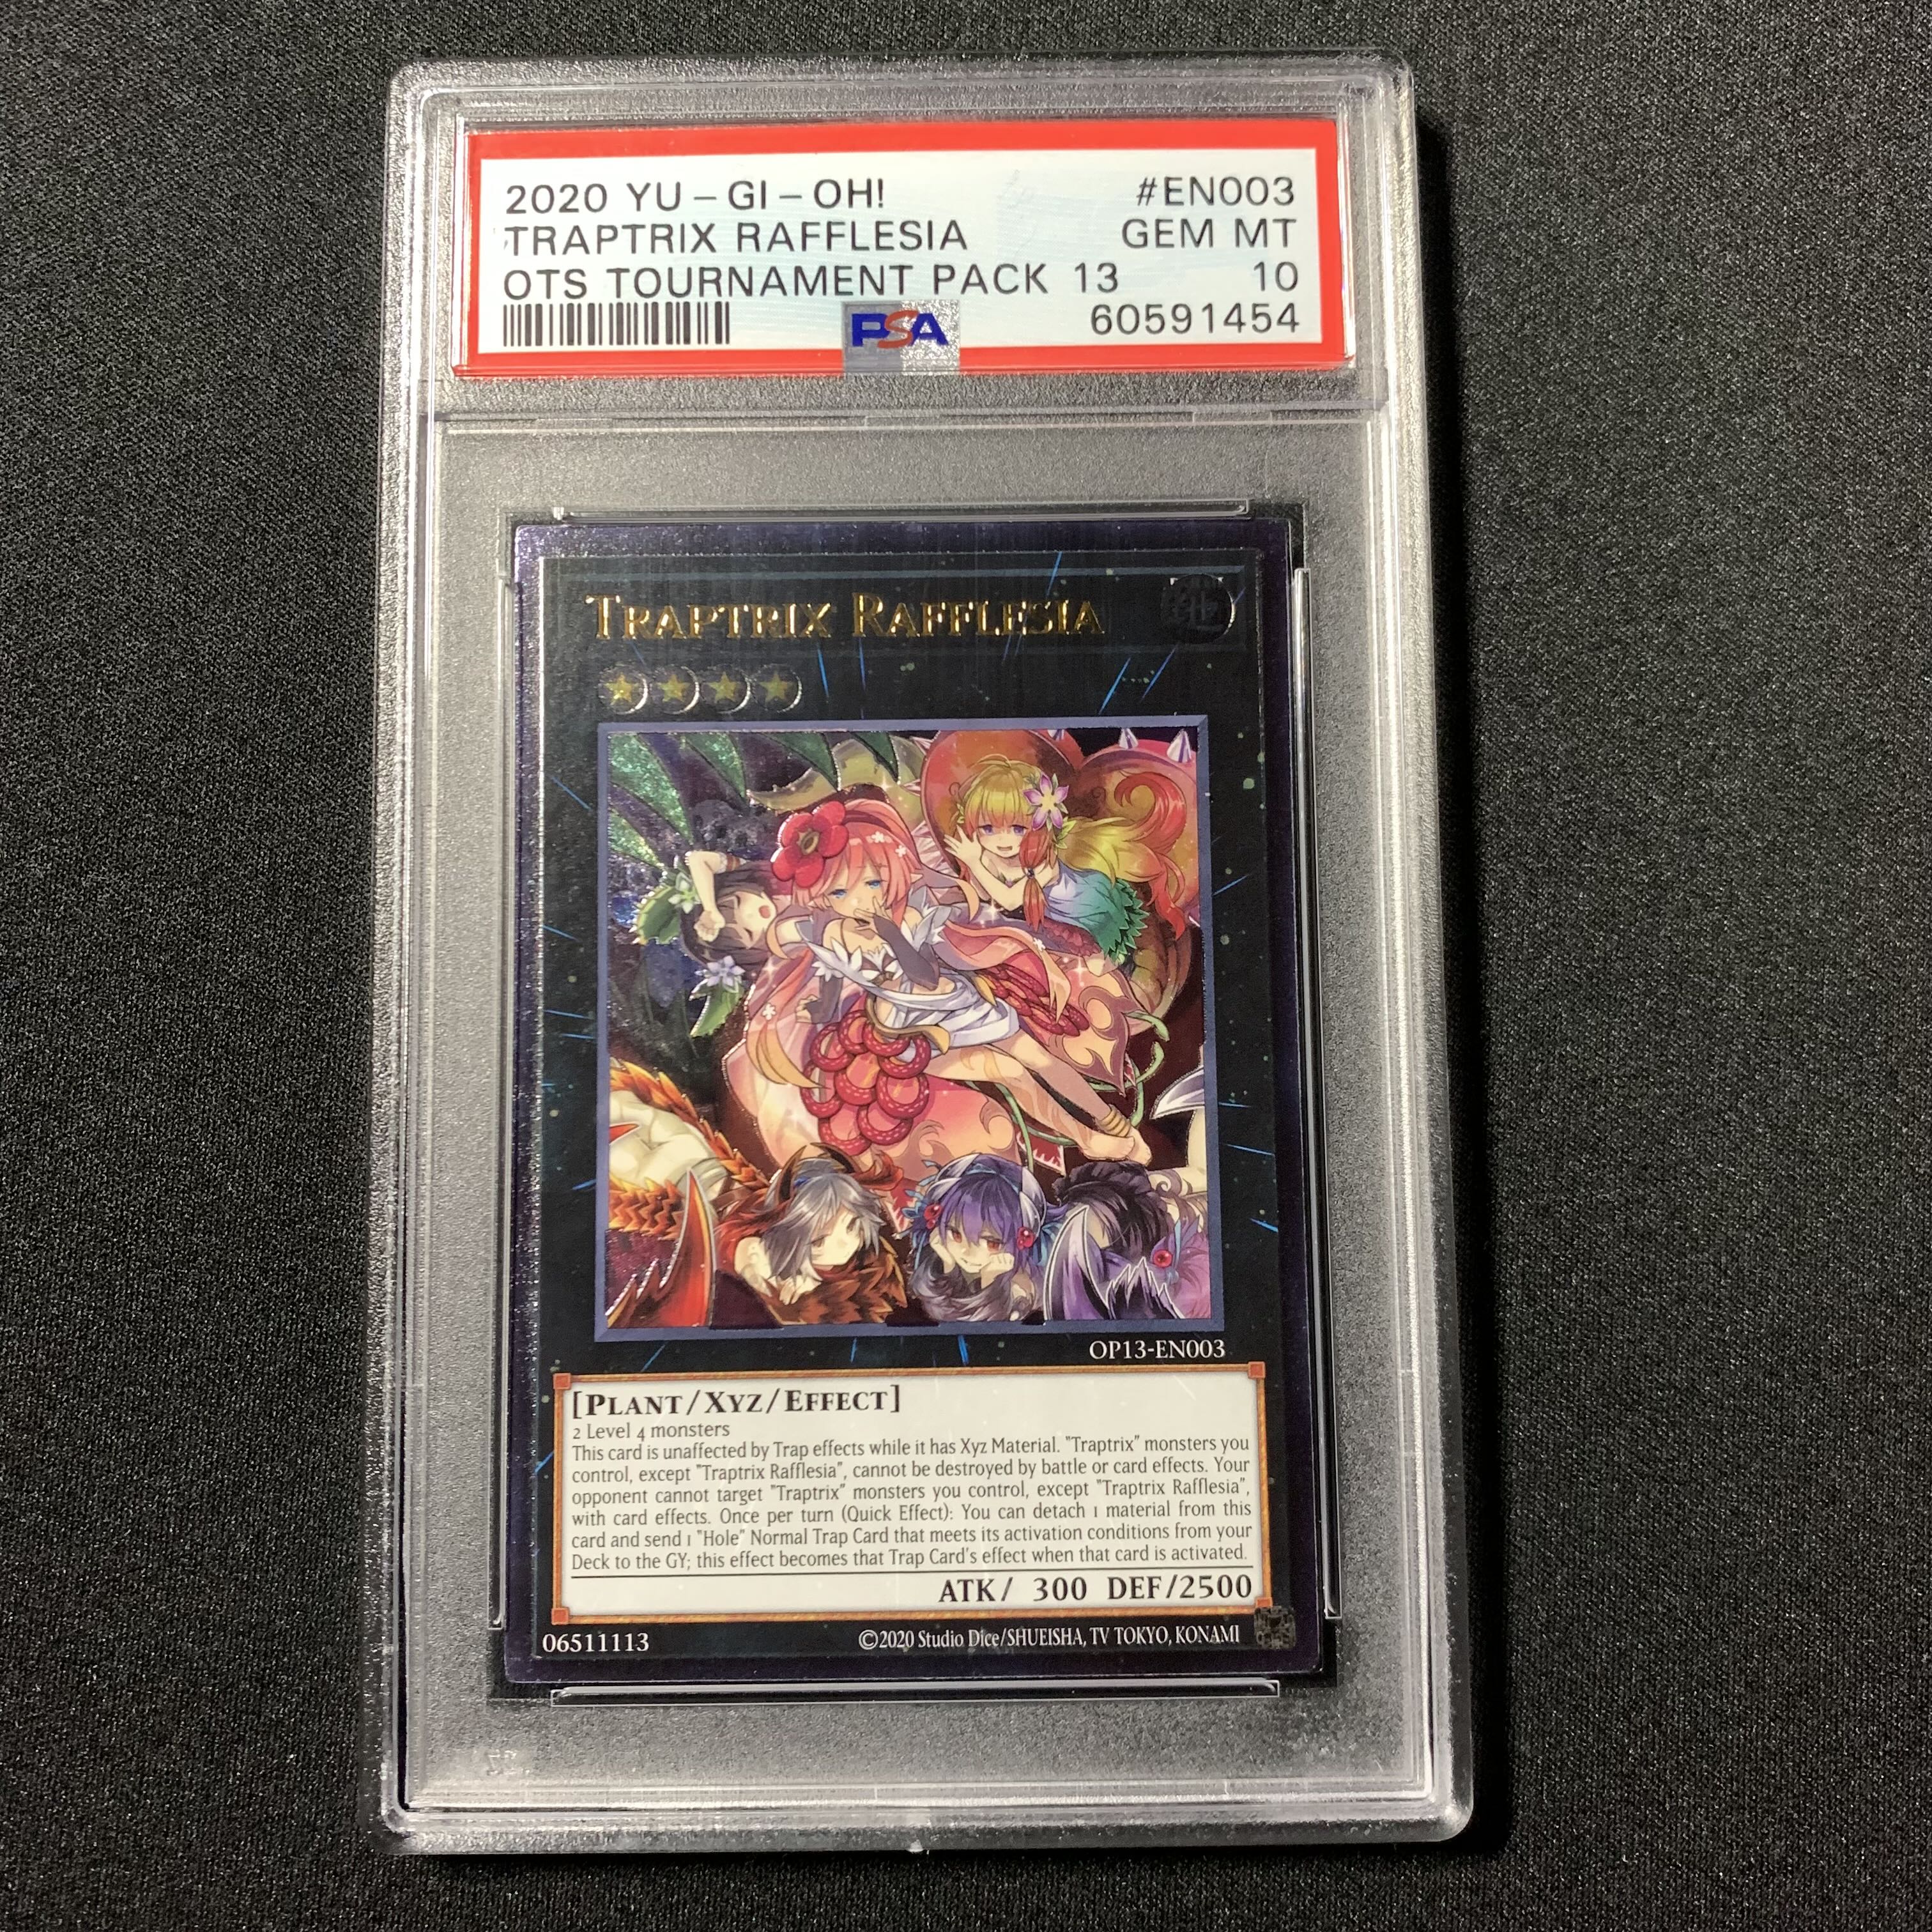 2020 YU-GI-OH! #EN003
TRAPTRIX RAFFLESIA GEM MT
OTS TOURNAMENT PACK 13 10
PSA 60591454
TRAPTRIX RAFFLESIA
OP13-EN003
[PLANT/XYZ/EFFECT]
2 Level 4 monsters
This card is unaffected by Trap effects while it has Xyz Material. "Traptrix" monsters you
control, except "Traptrix Rafflesia", cannot be destroyed by battle or card effects. Your
opponent cannot target "Traptrix" monsters you control, except "Traptrix Rafflesia",
with card effects. Once per turn (Quick Effect): You can detach 1 material from this
card and send 1 "Hole" Normal Trap Card that meets its activation conditions from your
Deck to the GY; this effect becomes that Trap Card's effect when that card is activated.
ATK/ 300 DEF/2500
06511113 ©2020 Studio Dice/SHUEISHA, TV TOKYO, KONAMI